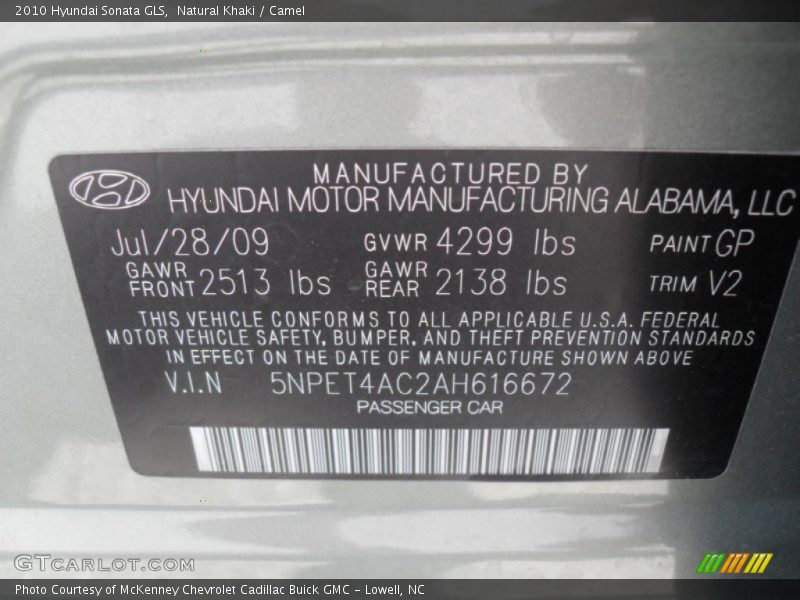 2010 Hyundai Sonata GLS, Natural Khaki / Camel
MANUFACTURED BY
HYUNDAI MOTOR MANUFACTURING ALABAMA, LLC
Jul/28/09 GVWR 4299 lbs PAINT GP
GAWR FRONT 2513 lbs GAWR REAR 2138 lbs TRIM V2
THIS VEHICLE CONFORMS TO ALL APPLICABLE U.S.A. FEDERAL
MOTOR VEHICLE SAFETY, BUMPER, AND THEFT PREVENTION STANDARDS
IN EFFECT ON THE DATE OF MANUFACTURE SHOWN ABOVE
V.I.N 5NPET4AC2AH616672
PASSENGER CAR
GTCarLot.com
Photo Courtesy of McKenney Chevrolet Cadillac Buick GMC - Lowell, NC